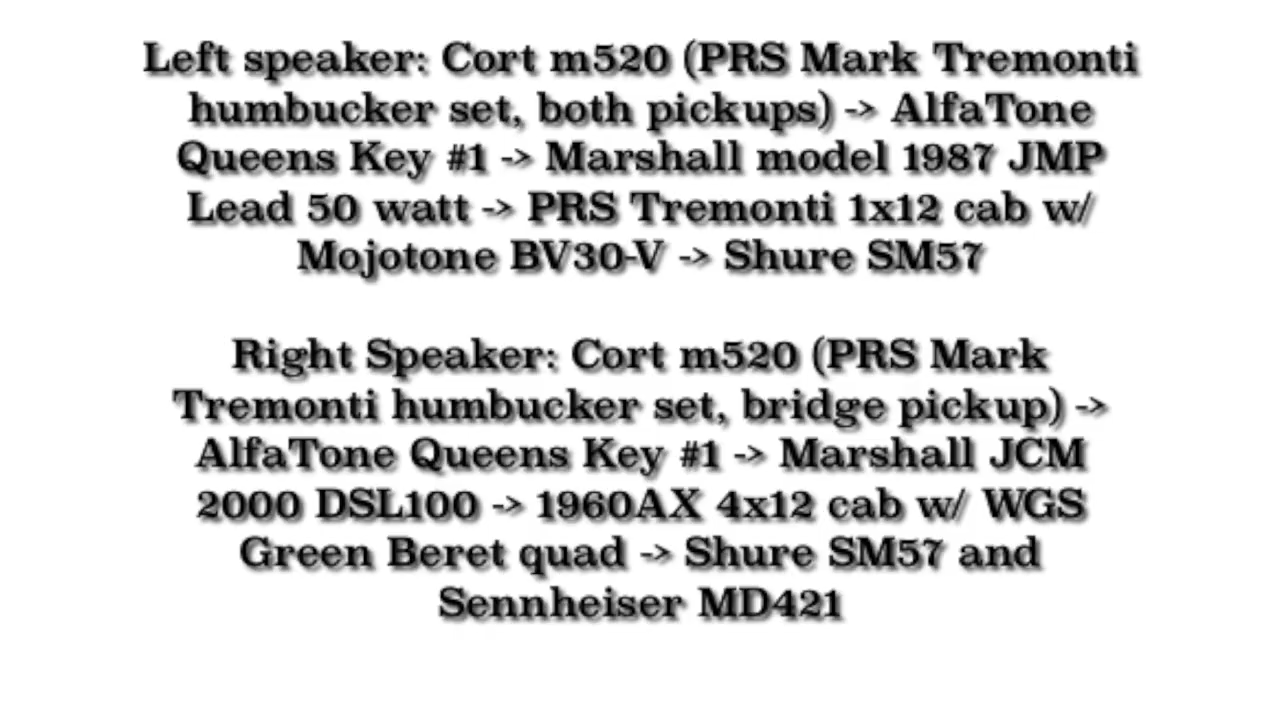 Left speaker: Cort m520 (PRS Mark Tremonti
humbucker set, both pickups) -> AlfaTone
Queens Key #1 -> Marshall model 1987 JMP
Lead 50 watt -> PRS Tremonti 1x12 cab w/
Mojotone BV30-V -> Shure SM57
Right Speaker: Cort m520 (PRS Mark
Tremonti humbucker set, bridge pickup) ->
AlfaTone Queens Key #1 -> Marshall JCM
2000 DSL100 -> 1960AX 4x12 cab w/ WGS
Green Beret quad -> Shure SM57 and
Sennheiser MD421